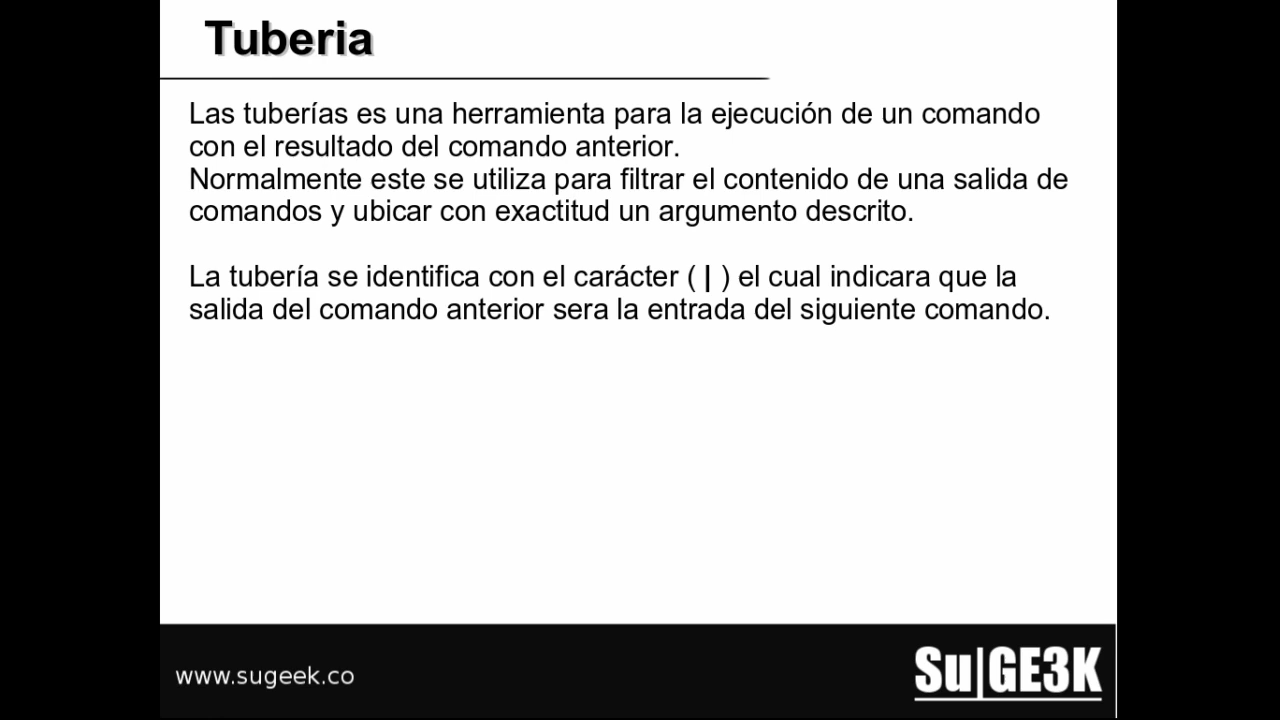 Tuberia
Las tuberías es una herramienta para la ejecución de un comando
con el resultado del comando anterior.
Normalmente este se utiliza para filtrar el contenido de una salida de
comandos y ubicar con exactitud un argumento descrito.
La tubería se identifica con el carácter ( | ) el cual indicara que la
salida del comando anterior sera la entrada del siguiente comando.
www.sugeek.co
Su|GE3K